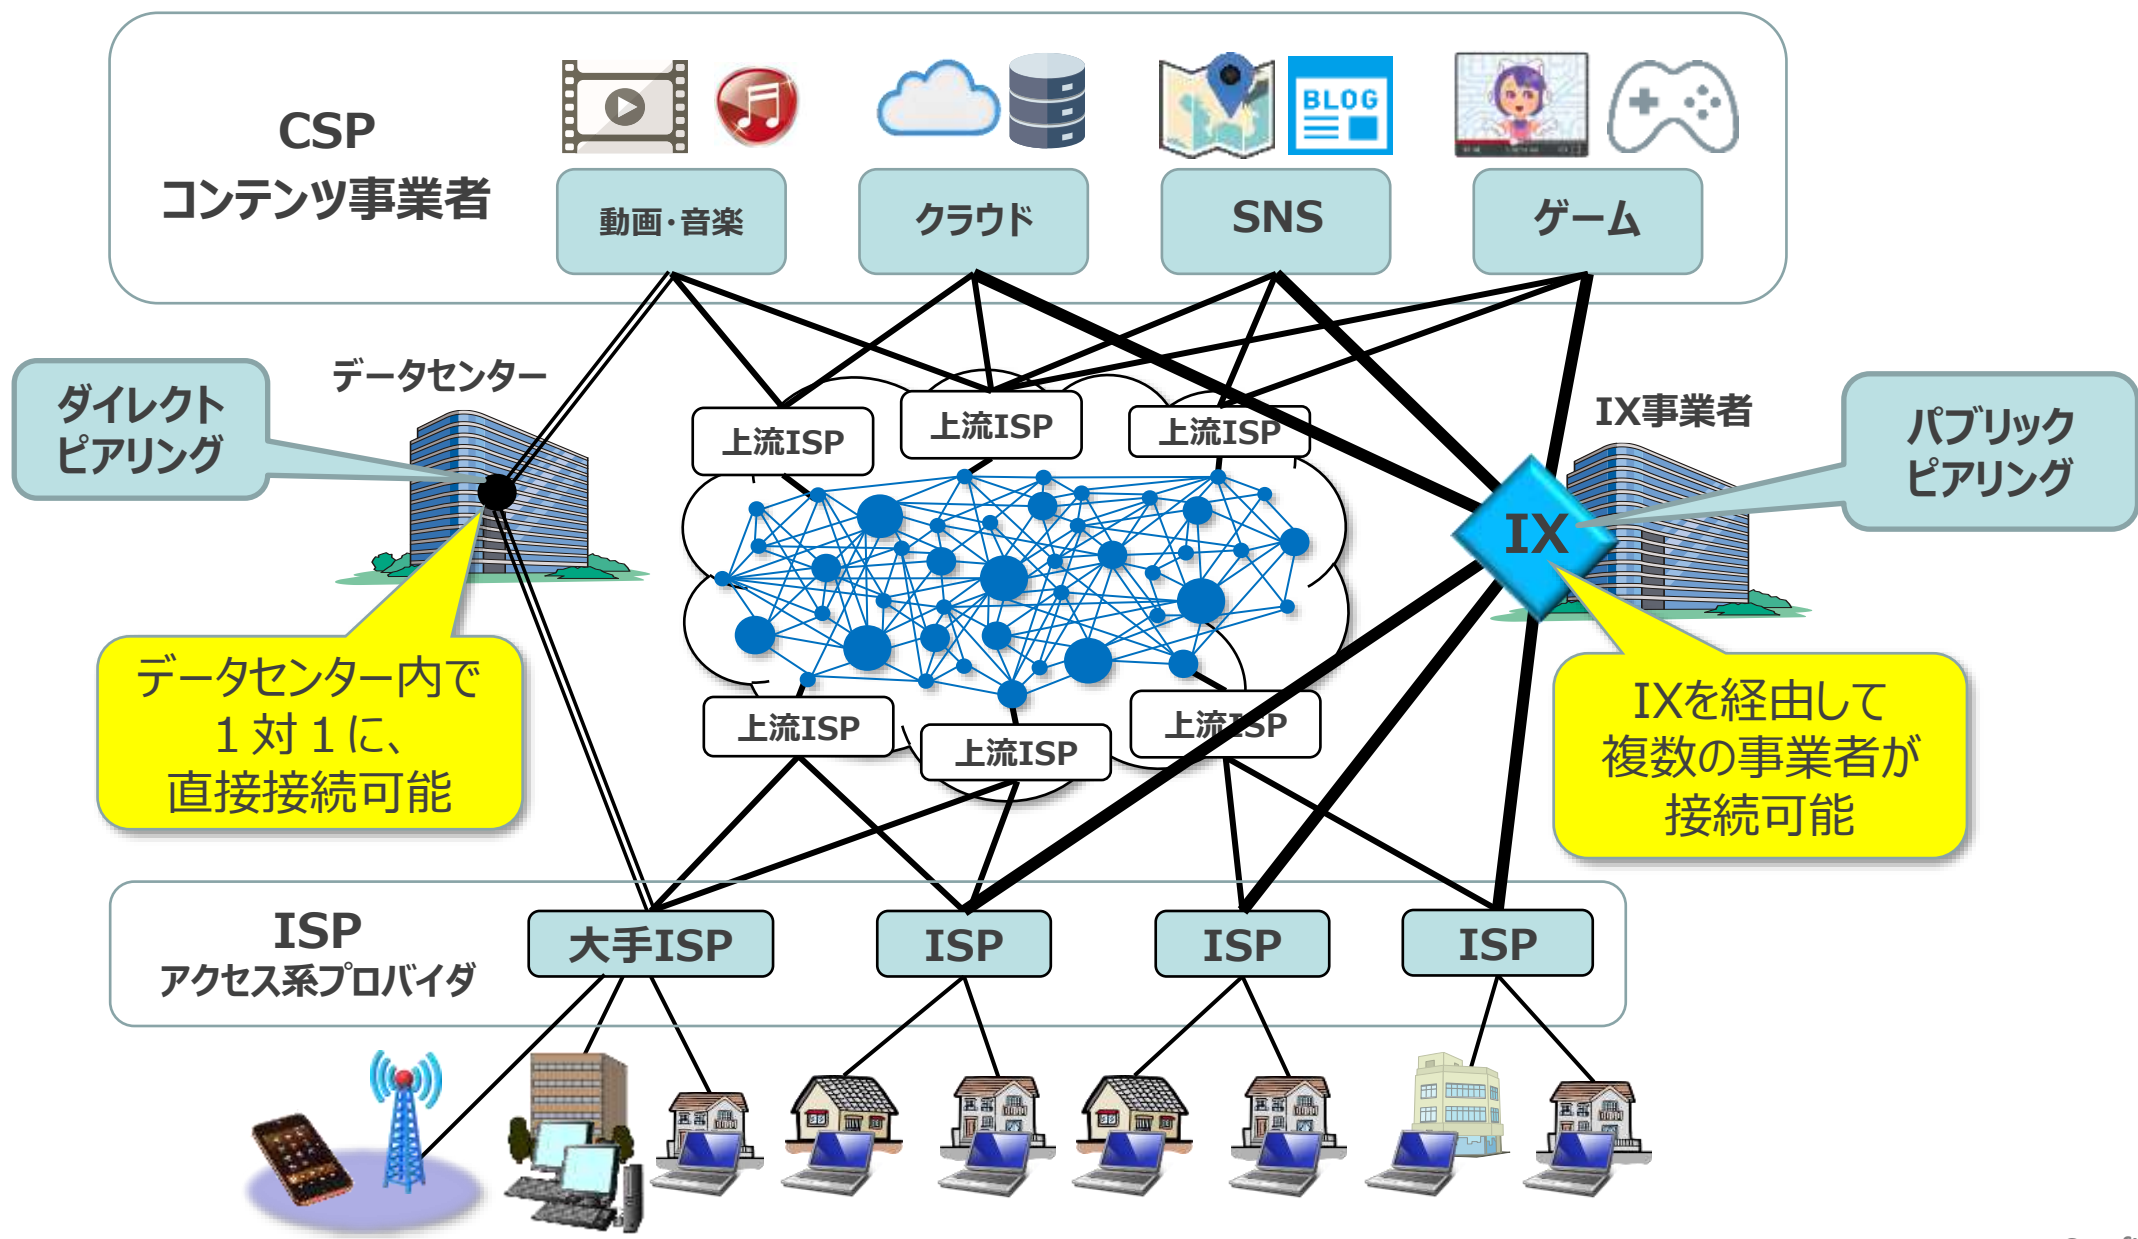 CSP
コンテンツ事業者
BLOG
動画・音楽
クラウド
SNS
ゲーム
データセンター
ダイレクト
ピアリング
IX事業者
パブリック
ピアリング
上流ISP
上流ISP
上流ISP
IX
データセンター内で
１対１に、
直接接続可能
IXを経由して
複数の事業者が
接続可能
上流ISP
上流ISP
上流ISP
ISP
アクセス系プロバイダ
大手ISP
ISP
ISP
ISP